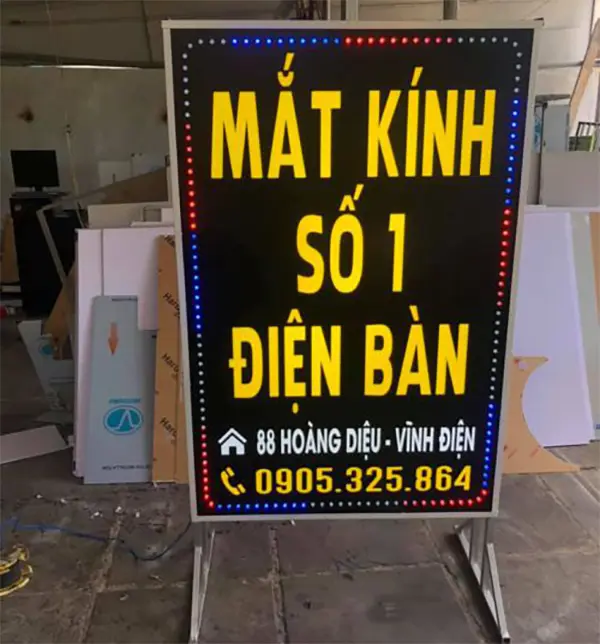 MẮT KÍNH
SỐ 1
ĐIỆN BÀN
88 HOÀNG DIỆU - VĨNH ĐIỆN
0905.325.864